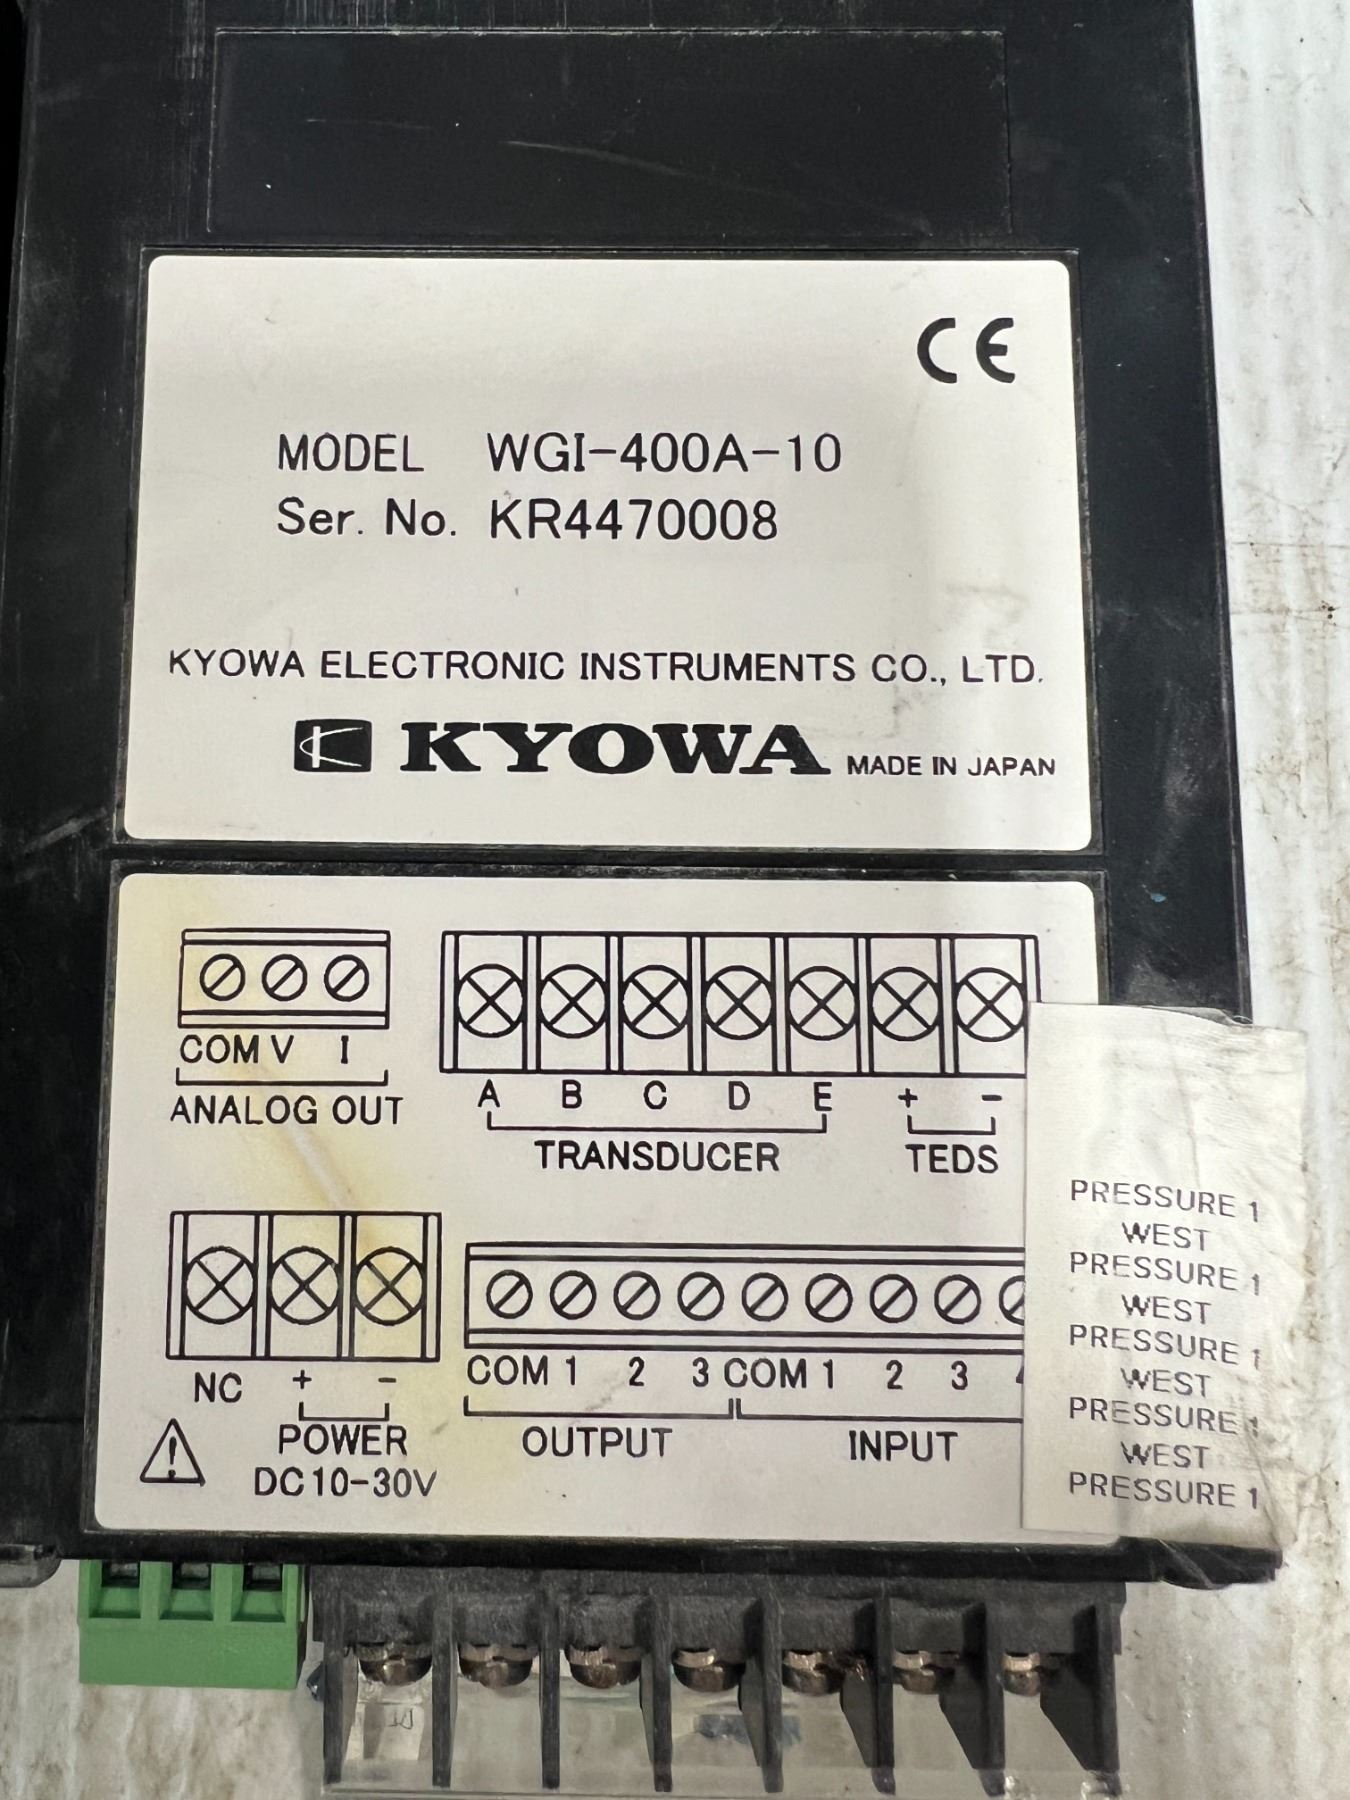 CE
MODEL WGI-400A-10
Ser. No. KR4470008
KYOWA ELECTRONIC INSTRUMENTS CO., LTD.
KYOWA MADE IN JAPAN
COM V I
ANALOG OUT
A B C D E + -
TRANSDUCER TEDS
NC + -
POWER
DC10-30V
COM 1 2 3 COM 1 2 3
OUTPUT INPUT
PRESSURE 1
WEST
PRESSURE 1
WEST
PRESSURE 1
WEST
PRESSURE 1
WEST
PRESSURE 1